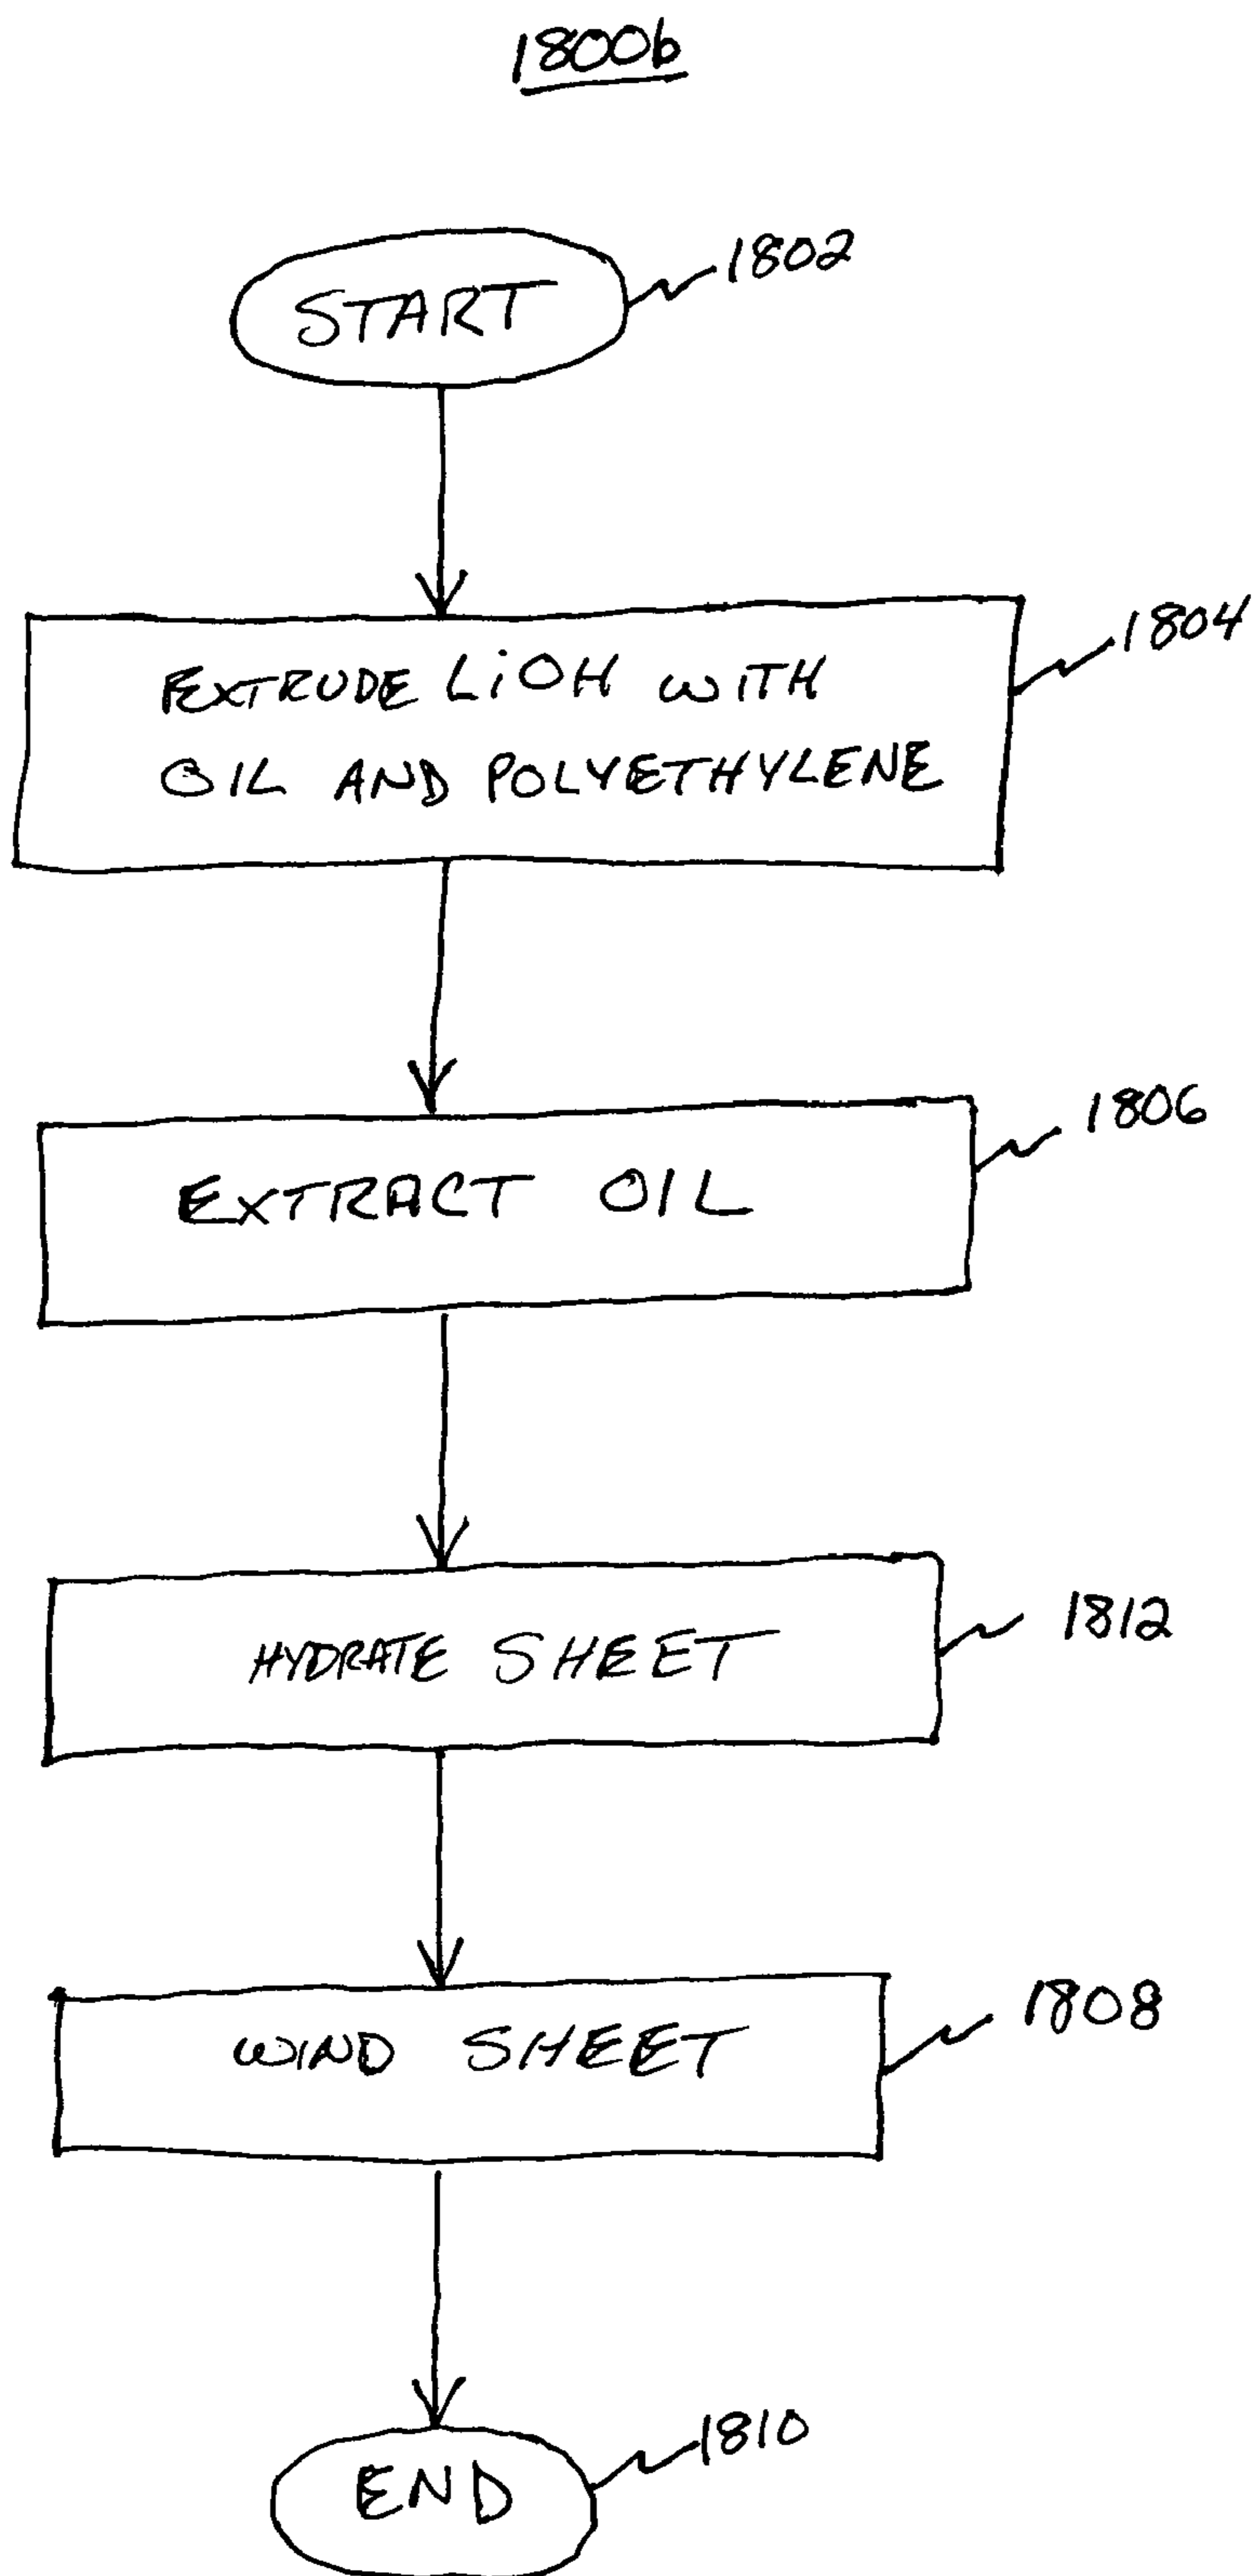 1800b
START
1802
EXTRUDE LiOH WITH
1804
OIL AND POLYETHYLENE
EXTRACT OIL
1806
HYDRATE SHEET
1812
WIND SHEET
1808
END
1810